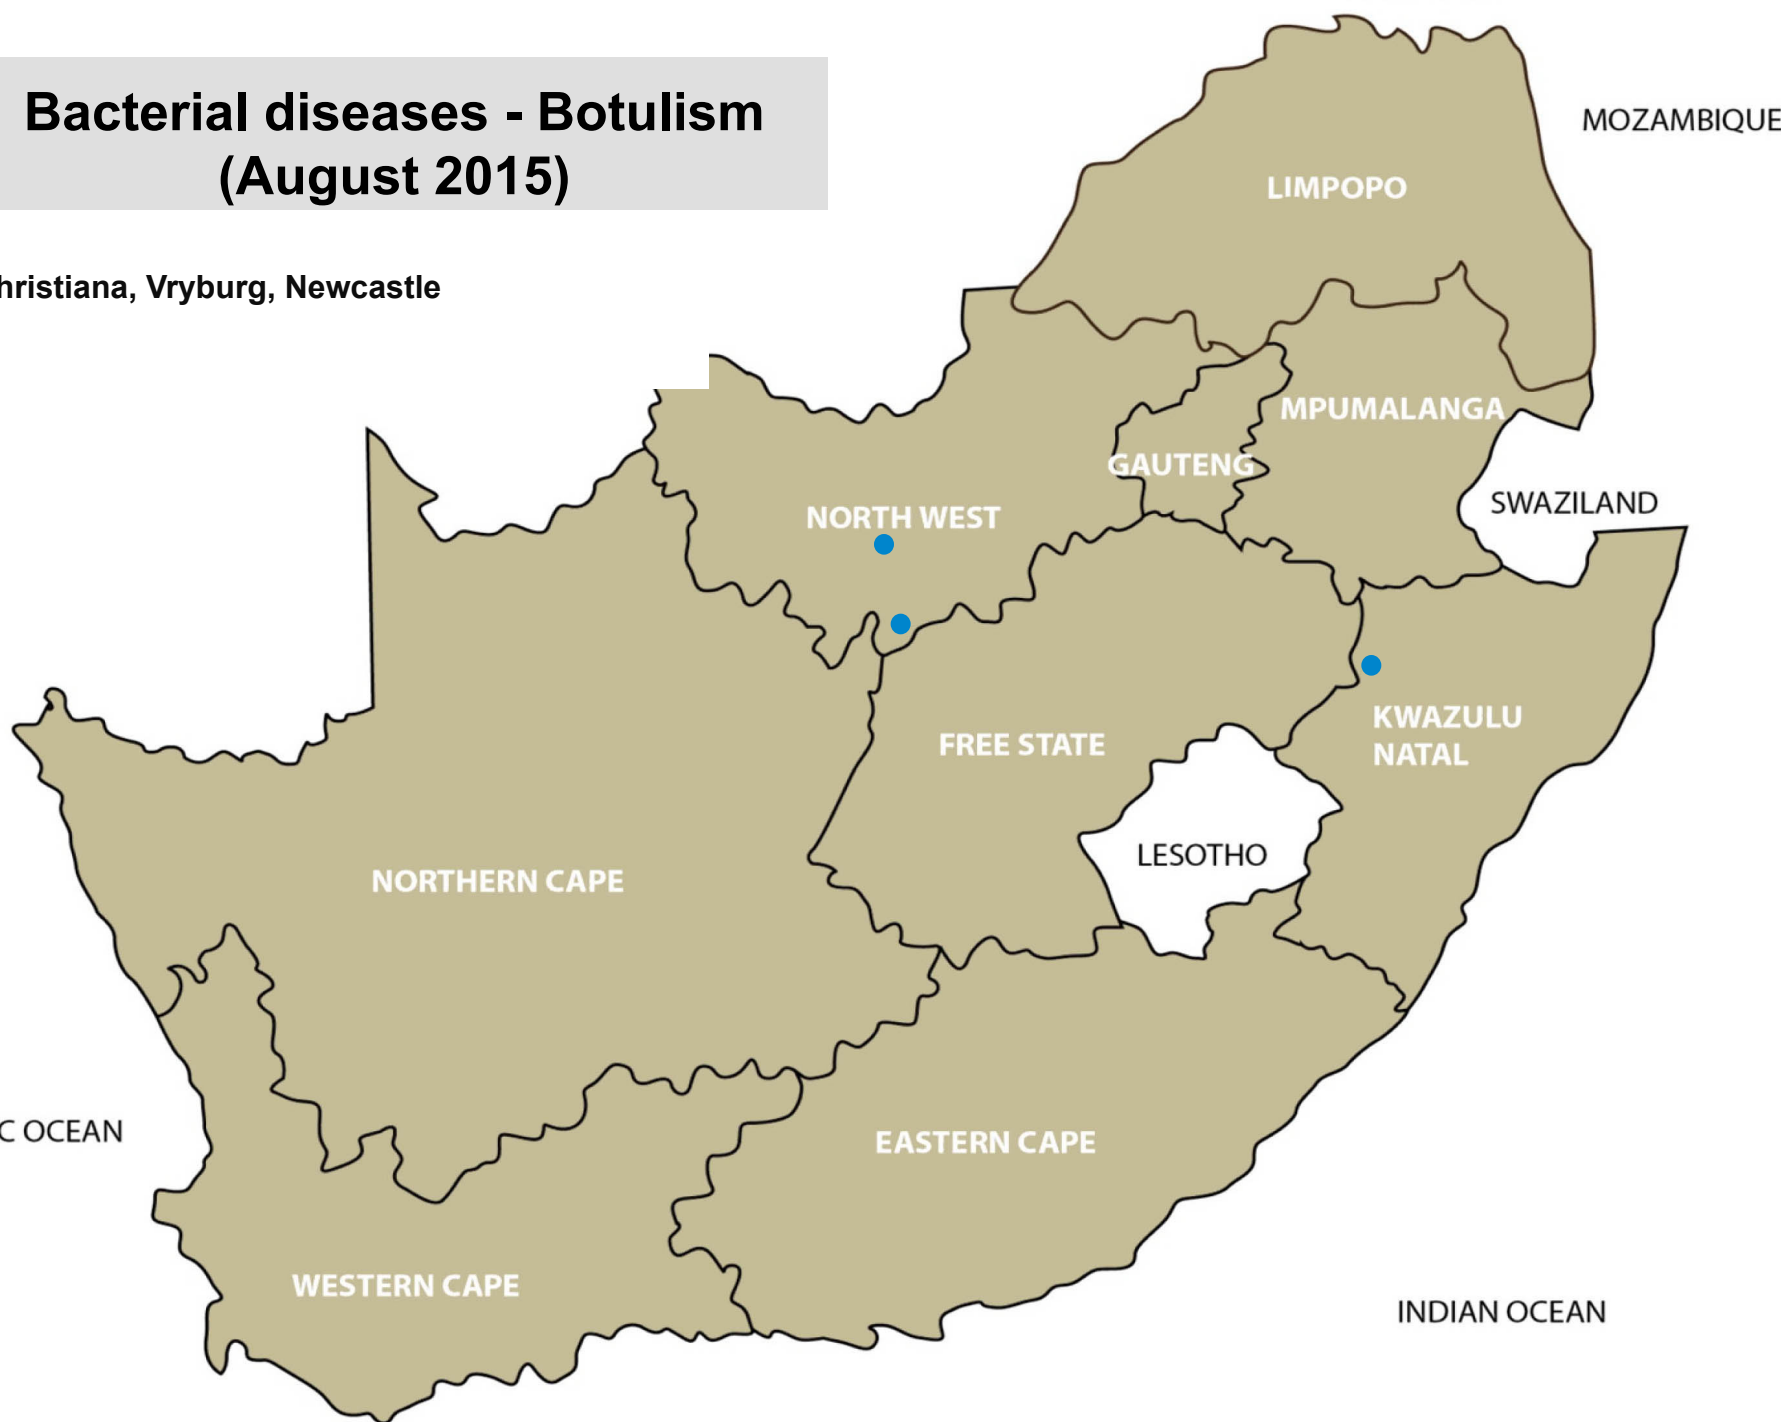 Bacterial diseases - Botulism
(August 2015)
MOZAMBIQUE
LIMPOPO
hristiana, Vryburg, Newcastle
MPUMALANGA
GAUTENG
SWAZILAND
NORTH WEST
KWAZULU
NATAL
FREE STATE
LESOTHO
NORTHERN CAPE
C OCEAN
EASTERN CAPE
WESTERN CAPE
INDIAN OCEAN